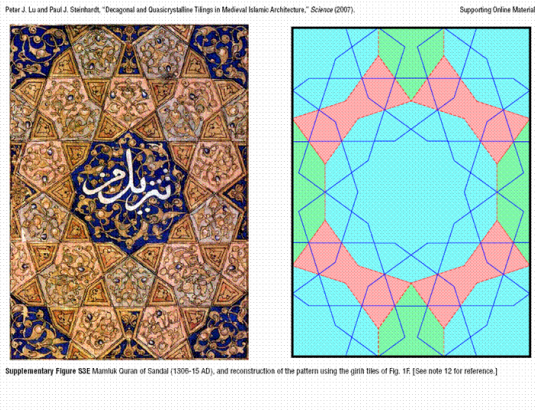 Peter J. Lu and Paul J. Steinhardt, "Decagonal and Quasicrystalline Tilings in Medieval Islamic Architecture," Science (2007). Supporting Online Material
Supplementary Figure S3E Mamluk Quran of Sandal (1306-15 AD), and reconstruction of the pattern using the girih tiles of Fig. 1F. [See note 12 for reference.]